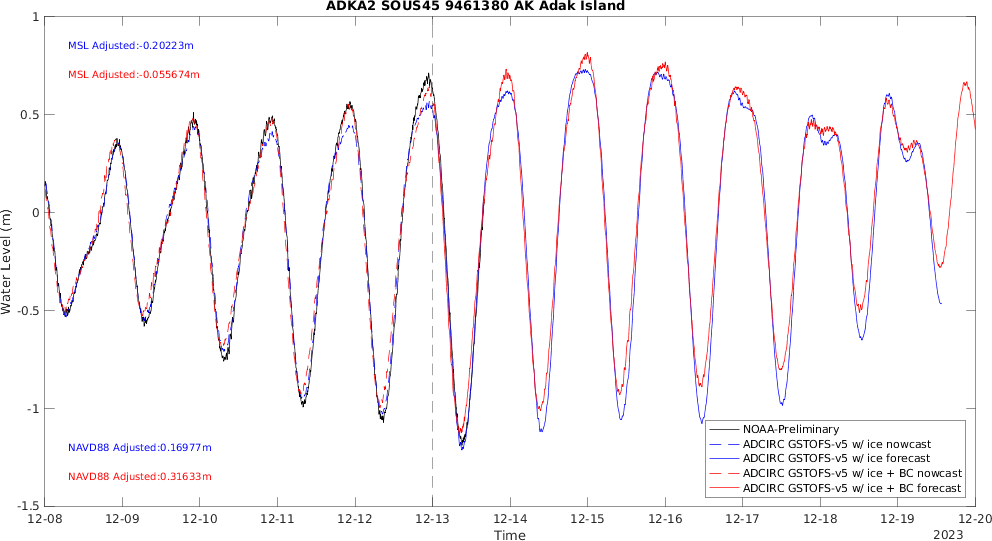 ADKA2 SOUS45 9461380 AK Adak Island
MSL Adjusted:-0.20223m
MSL Adjusted:-0.055674m
NAVD88 Adjusted:0.16977m
NAVD88 Adjusted:0.31633m
Water Level (m)
1
0.5
0
-0.5
-1
-1.5
NOAA-Preliminary
ADCIRC GSTOFS-v5 w/ ice nowcast
ADCIRC GSTOFS-v5 w/ ice forecast
ADCIRC GSTOFS-v5 w/ ice + BC nowcast
ADCIRC GSTOFS-v5 w/ ice + BC forecast
12-08 12-09 12-10 12-11 12-12 12-13 12-14 12-15 12-16 12-17 12-18 12-19 12-20
Time
2023